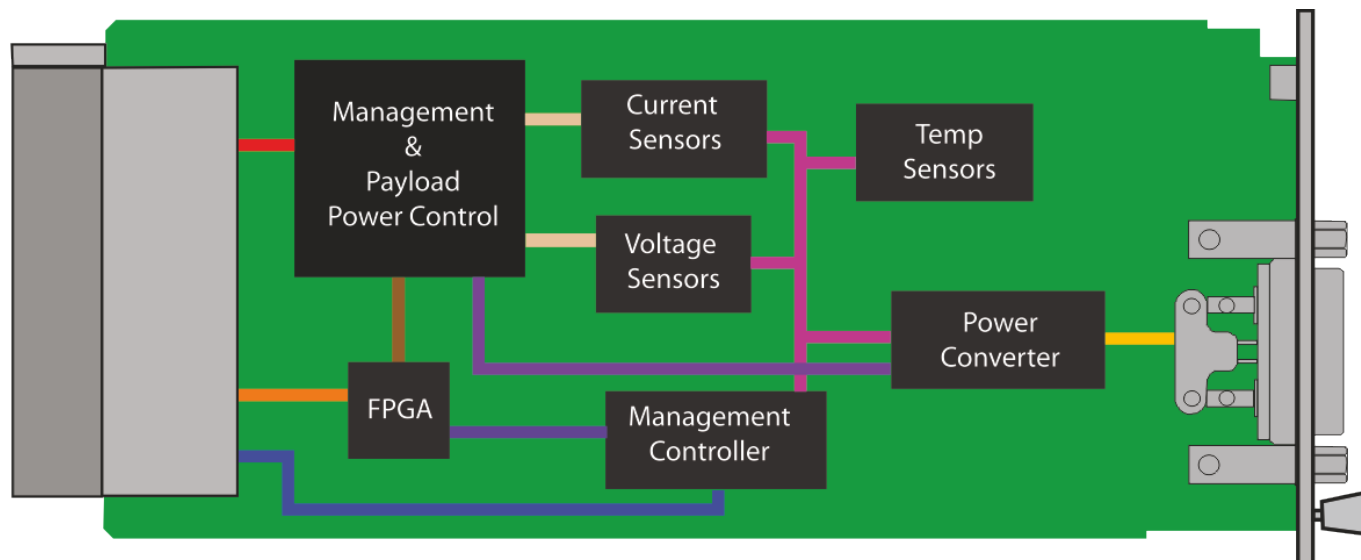 Management
&
Payload
Power Control
Current
Sensors
Temp
Sensors
Voltage
Sensors
Power
Converter
FPGA
Management
Controller